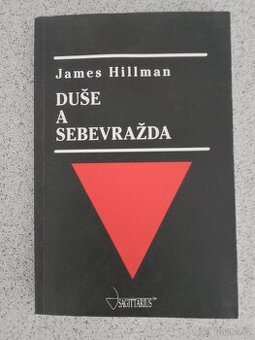 James Hillman
DUŠE
A
SEBEVRAŽDA
SAGITTARIUS